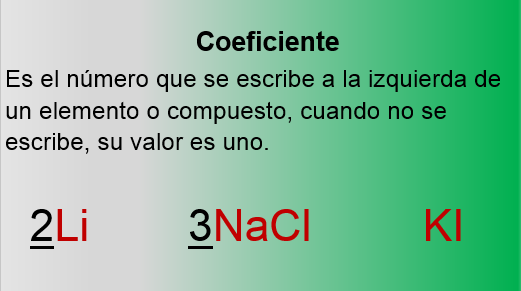 Coeficiente
Es el número que se escribe a la izquierda de
un elemento o compuesto, cuando no se
escribe, su valor es uno.
2Li 3NaCl KI